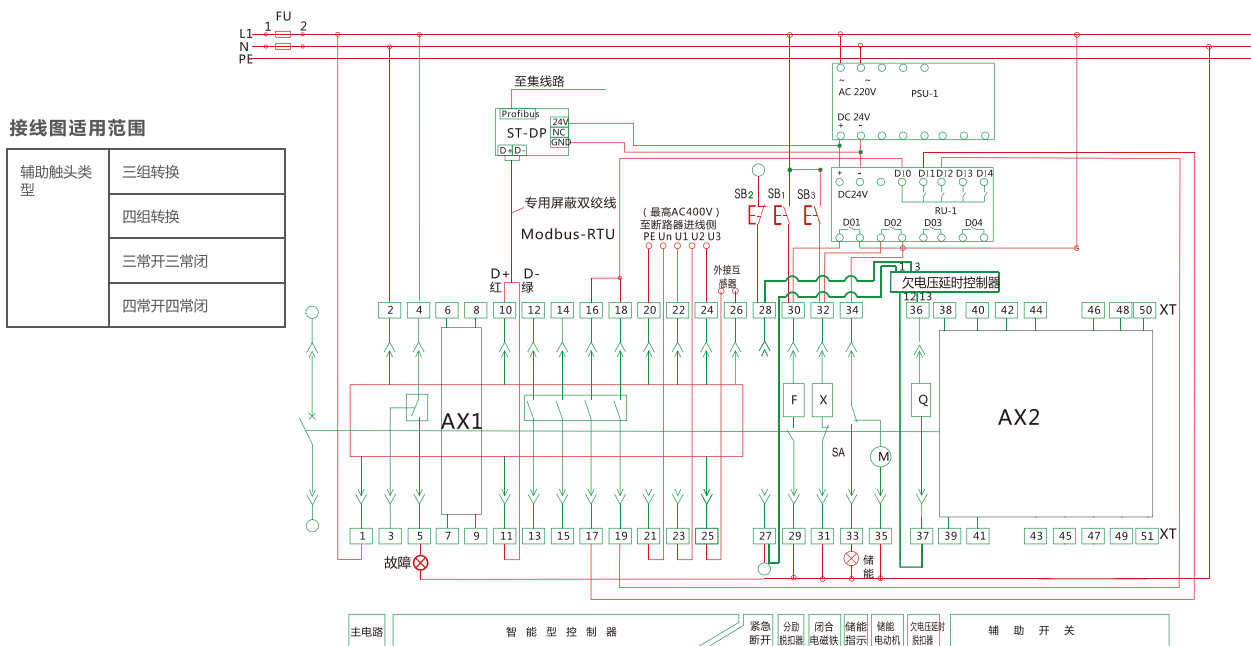 FU
1 2
L1
N
PE
至集线路
Profibus
ST-DP
24V
NC
GND
D+ D-
~ ~
AC 220V
PSU-1
DC 24V
+ -
接线图适用范围
辅助触头类型
三组转换
四组转换
三常开三常闭
四常开四常闭
专用屏蔽双绞线
Modbus-RTU
(最高AC400V)
至断路器进线侧
PE Un U1 U2 U3
SB2 SB1 SB3
+ - DI0 DI1 DI2 DI3 DI4
DC24V
RU-1
D01 D02 D03 D04
D+ D-
红 绿
外接互
感器
1 3
欠电压延时控制器
12 13
2 4 6 8 10 12 14 16 18 20 22 24 26 28 30 32 34 36 38 40 42 44 46 48 50 XT
AX1
F X Q
AX2
SA
M
1 3 5 7 9 11 13 15 17 19 21 23 25 27 29 31 33 35 37 39 41 43 45 47 49 51 XT
故障
储
能
主电路
智能型控制器
紧急
断开
分励
脱扣器
闭合
电磁铁
储能
指示
储能
电动机
欠电压延时
脱扣器
辅助开关